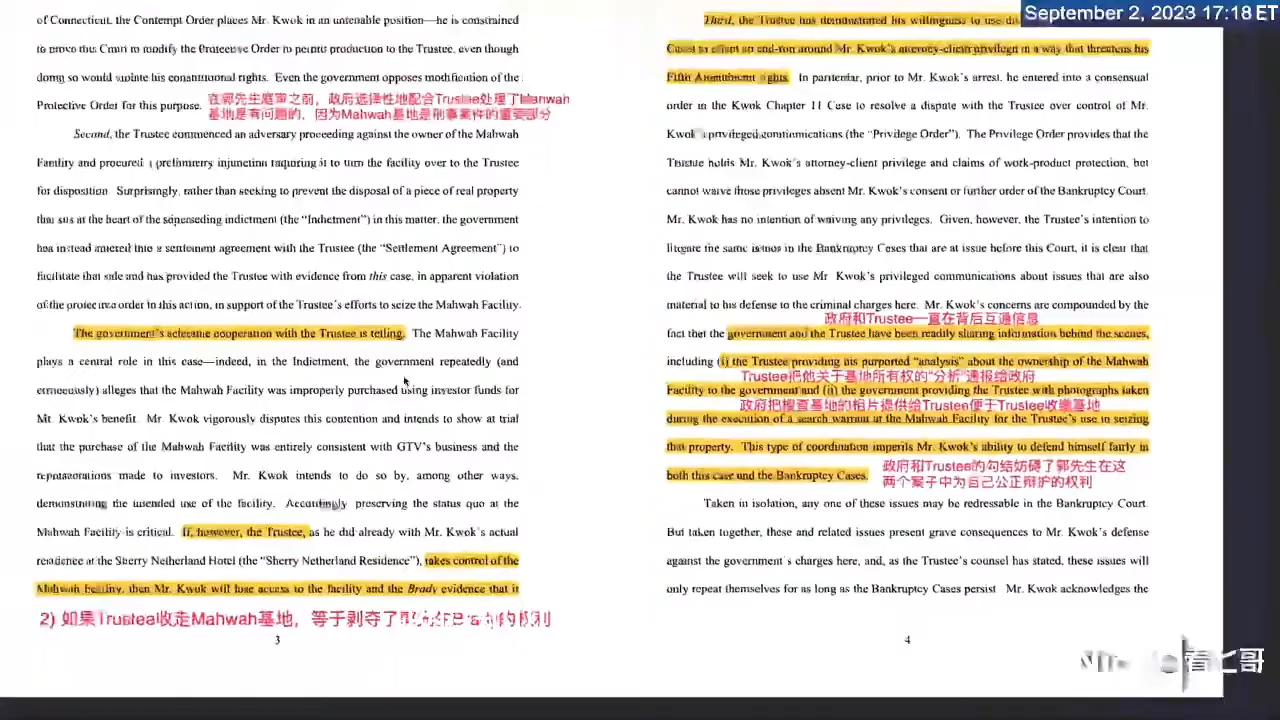 September 2, 2023 17:18 ET
of Connecticut, the Contempt Order places Mr. Kwok in an untenable position—he is constrained
to prove this Court to modify the Protective Order to permit production to the Trustee, even though
doing so would violate his constitutional rights. Even the government opposes modification of the
Protective Order for this purpose.
在郭先生庭审之前，政府选择性地配合Trustee处理了Mahwah
基地是有问题的，因为Mahwah基地是刑事案件的重要部分
Second, the Trustee commenced an adversary proceeding against the owner of the Mahwah
Facility and procured a preliminary injunction requiring it to turn the facility over to the Trustee
for disposition. Surprisingly, rather than seeking to prevent the disposal of a piece of real property
that sits at the heart of the superseding indictment (the “Indictment”) in this matter, the government
has instead entered into a settlement agreement with the Trustee (the “Settlement Agreement”) to
facilitate that sale and has provided the Trustee with evidence from this case, in apparent violation
of the protective order in this action, in support of the Trustee’s efforts to seize the Mahwah Facility.
The government’s selective cooperation with the Trustee is telling. The Mahwah Facility
plays a central role in this case—indeed, in the Indictment, the government repeatedly (and
erroneously) alleges that the Mahwah Facility was improperly purchased using investor funds for
Mr. Kwok’s benefit. Mr. Kwok vigorously disputes this contention and intends to show at trial
that the purchase of the Mahwah Facility was entirely consistent with GTV’s business and the
representations made to investors. Mr. Kwok intends to do so by, among other ways,
demonstrating the intended use of the facility. Accordingly preserving the status quo at the
Mahwah Facility is critical. If, however, the Trustee, as he did already with Mr. Kwok’s actual
residence at the Sherry Netherland Hotel (the “Sherry Netherland Residence”), takes control of the
Mahwah Facility, then Mr. Kwok will lose access to the facility and the Brady evidence that it
2) 如果Trustee收走Mahwah基地，等于剥夺了的权利
3
Third, the Trustee has demonstrated his willingness to use
Cases to effect an end-run around Mr. Kwok’s attorney-client privilege in a way that threatens his
Fifth Amendment rights. In particular, prior to Mr. Kwok’s arrest, he entered into a consensual
order in the Kwok Chapter 11 Case to resolve a dispute with the Trustee over control of Mr.
Kwok’s privileged communications (the “Privilege Order”). The Privilege Order provides that the
Trustee holds Mr. Kwok’s attorney-client privilege and claims of work-product protection, but
cannot waive those privileges absent Mr. Kwok’s consent or further order of the Bankruptcy Court.
Mr. Kwok has no intention of waiving any privileges. Given, however, the Trustee’s intention to
litigate the same issues in the Bankruptcy Cases that are at issue before this Court, it is clear that
the Trustee will seek to use Mr. Kwok’s privileged communications about issues that are also
material to his defense to the criminal charges here. Mr. Kwok’s concerns are compounded by the
政府和Trustee一直在背后互通信息
fact that the government and the Trustee have been readily sharing information behind the scenes,
including (i) the Trustee providing his purported “analysis” about the ownership of the Mahwah
Trustee把他关于基地所有权的“分析”通报给政府
Facility to the government and (ii) the government providing the Trustee with photographs taken
政府把搜查基地的相片提供给Trusten便于Trustee收缴基地
during the execution of a search warrant at the Mahwah Facility for the Trustee’s use in seizing
that property. This type of coordination imperils Mr. Kwok’s ability to defend himself fairly in
both this case and the Bankruptcy Cases.
政府和Trustee的勾结妨碍了郭先生在这
两个案子中为自己公正辩护的权利
Taken in isolation, any one of these issues may be redressable in the Bankruptcy Court.
But taken together, these and related issues present grave consequences to Mr. Kwok’s defense
against the government’s charges here, and, as the Trustee’s counsel has stated, these issues will
only repeat themselves for as long as the Bankruptcy Cases persist Mr. Kwok acknowledges the
4
看七哥